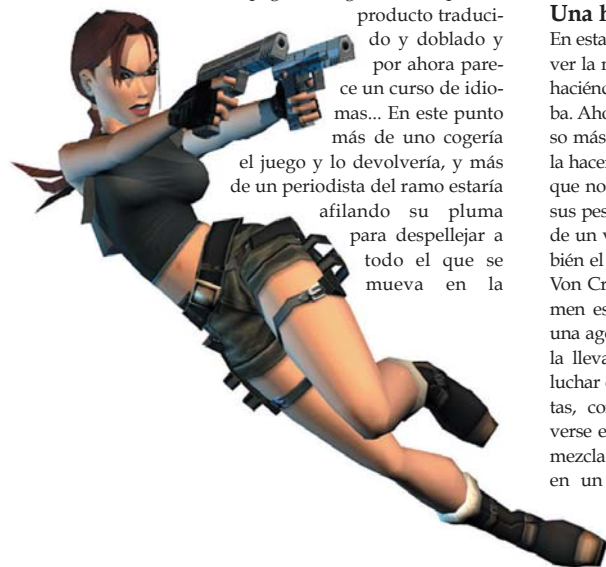 producto traduci-
do y doblado y
por ahora pare-
ce un curso de idio-
mas... En este punto
más de uno cogería
el juego y lo devolvería, y más
de un periodista del ramo estaría
afilando su pluma
para despellejar a
todo el que se
mueva en la
Una h
En esta
ver la r
haciénd
ba. Aho
so más
la hace
que no
sus pes
de un v
bién el
Von Cr
men es
una age
la lleva
luchar c
tas, co
verse e
mezcla
en un